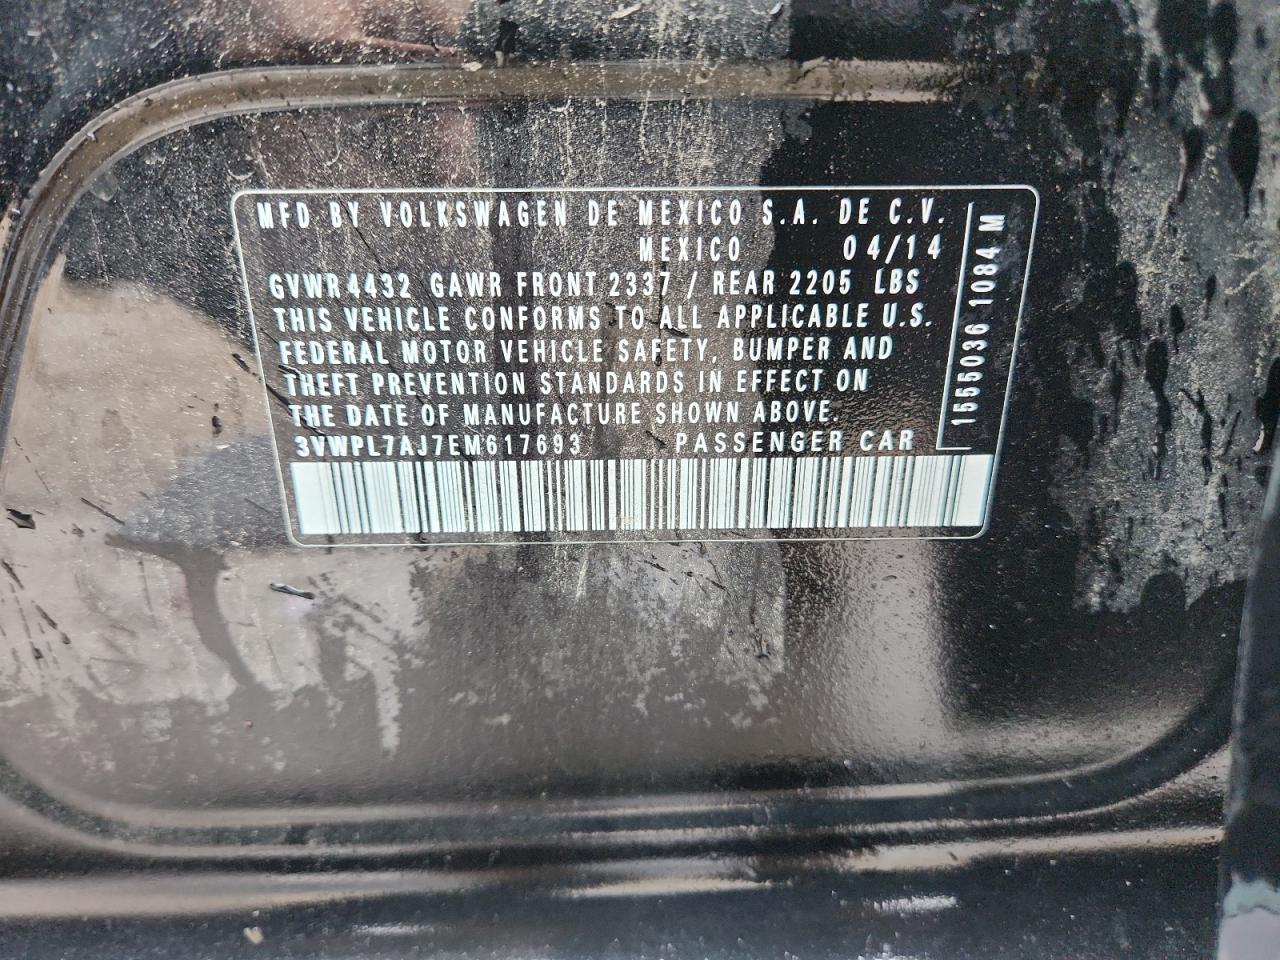 MFD BY VOLKSWAGEN DE MEXICO S.A. DE C.V.
MEXICO 04/14
GVWR4432 GAWR FRONT 2337 / REAR 2205 LBS
THIS VEHICLE CONFORMS TO ALL APPLICABLE U.S.
FEDERAL MOTOR VEHICLE SAFETY, BUMPER AND
THEFT PREVENTION STANDARDS IN EFFECT ON
THE DATE OF MANUFACTURE SHOWN ABOVE.
3VWPL7AJ7EM617693 PASSENGER CAR
1555036 1084 M